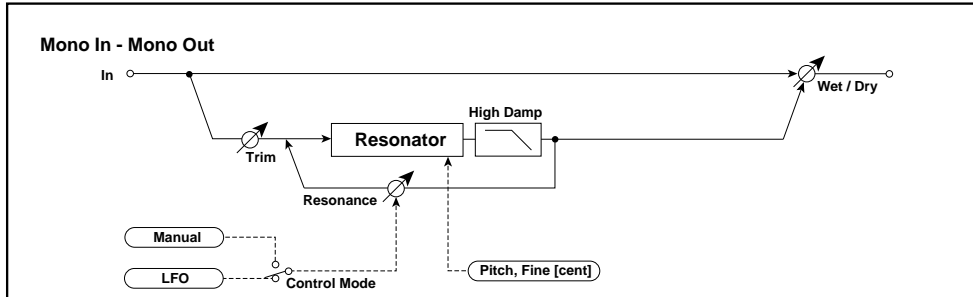 Mono In - Mono Out
In
Wet / Dry
High Damp
Resonator
Trim
Resonance
Manual
LFO
Control Mode
Pitch, Fine [cent]